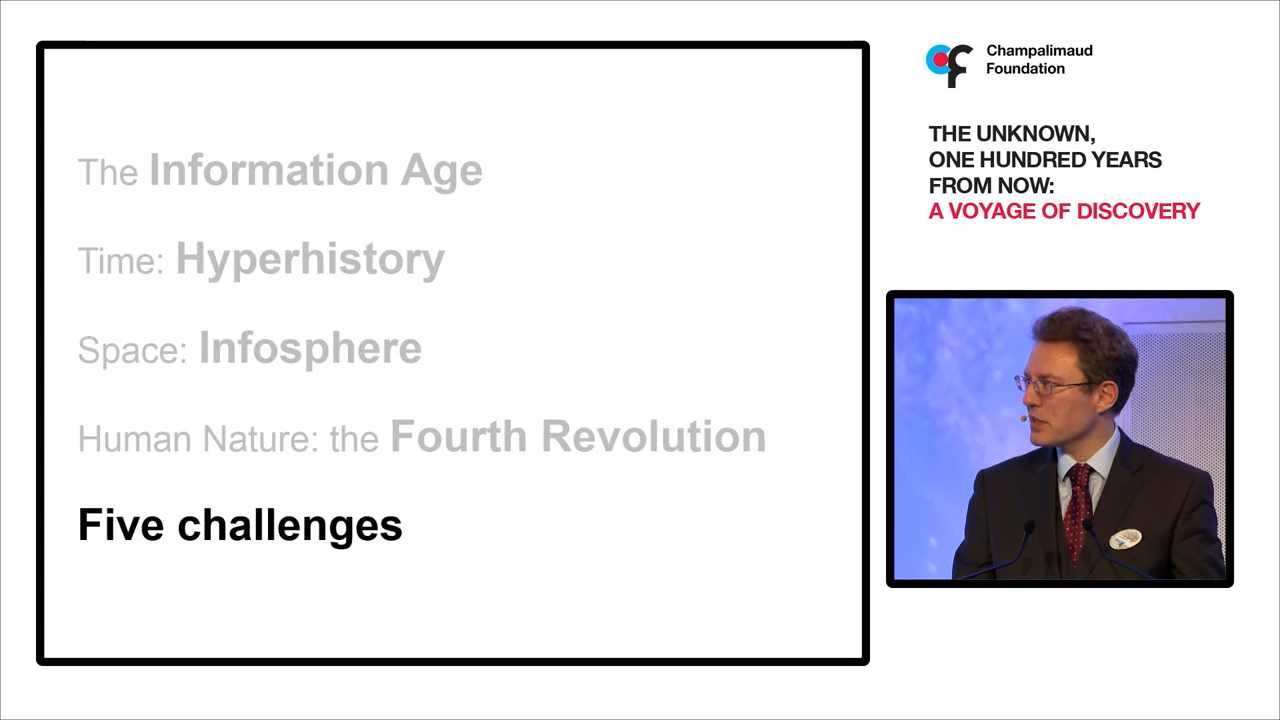 The Information Age
Time: Hyperhistory
Space: Infosphere
Human Nature: the Fourth Revolution
Five challenges
Champalimaud
Foundation
THE UNKNOWN,
ONE HUNDRED YEARS
FROM NOW:
A VOYAGE OF DISCOVERY